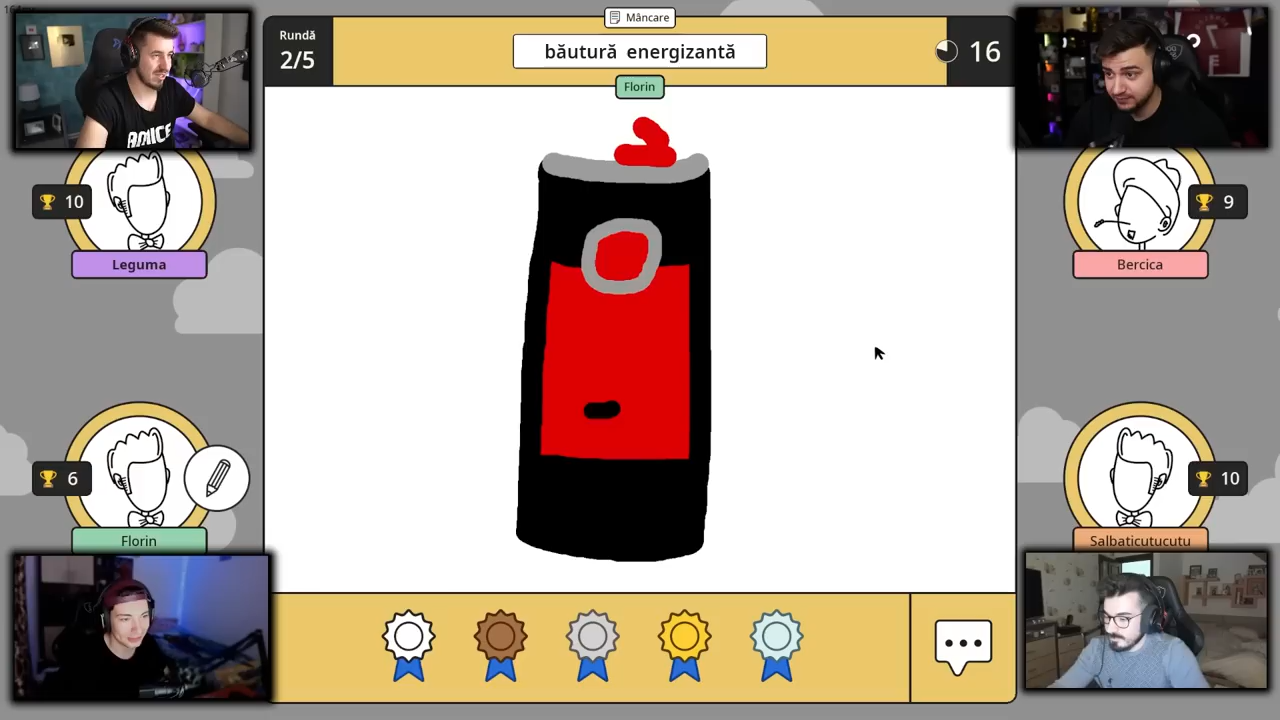 Mâncare
Rundă
2/5
băutură energizantă
16
Florin
10
Leguma
9
Bercica
6
Florin
10
Salbaticutucutu